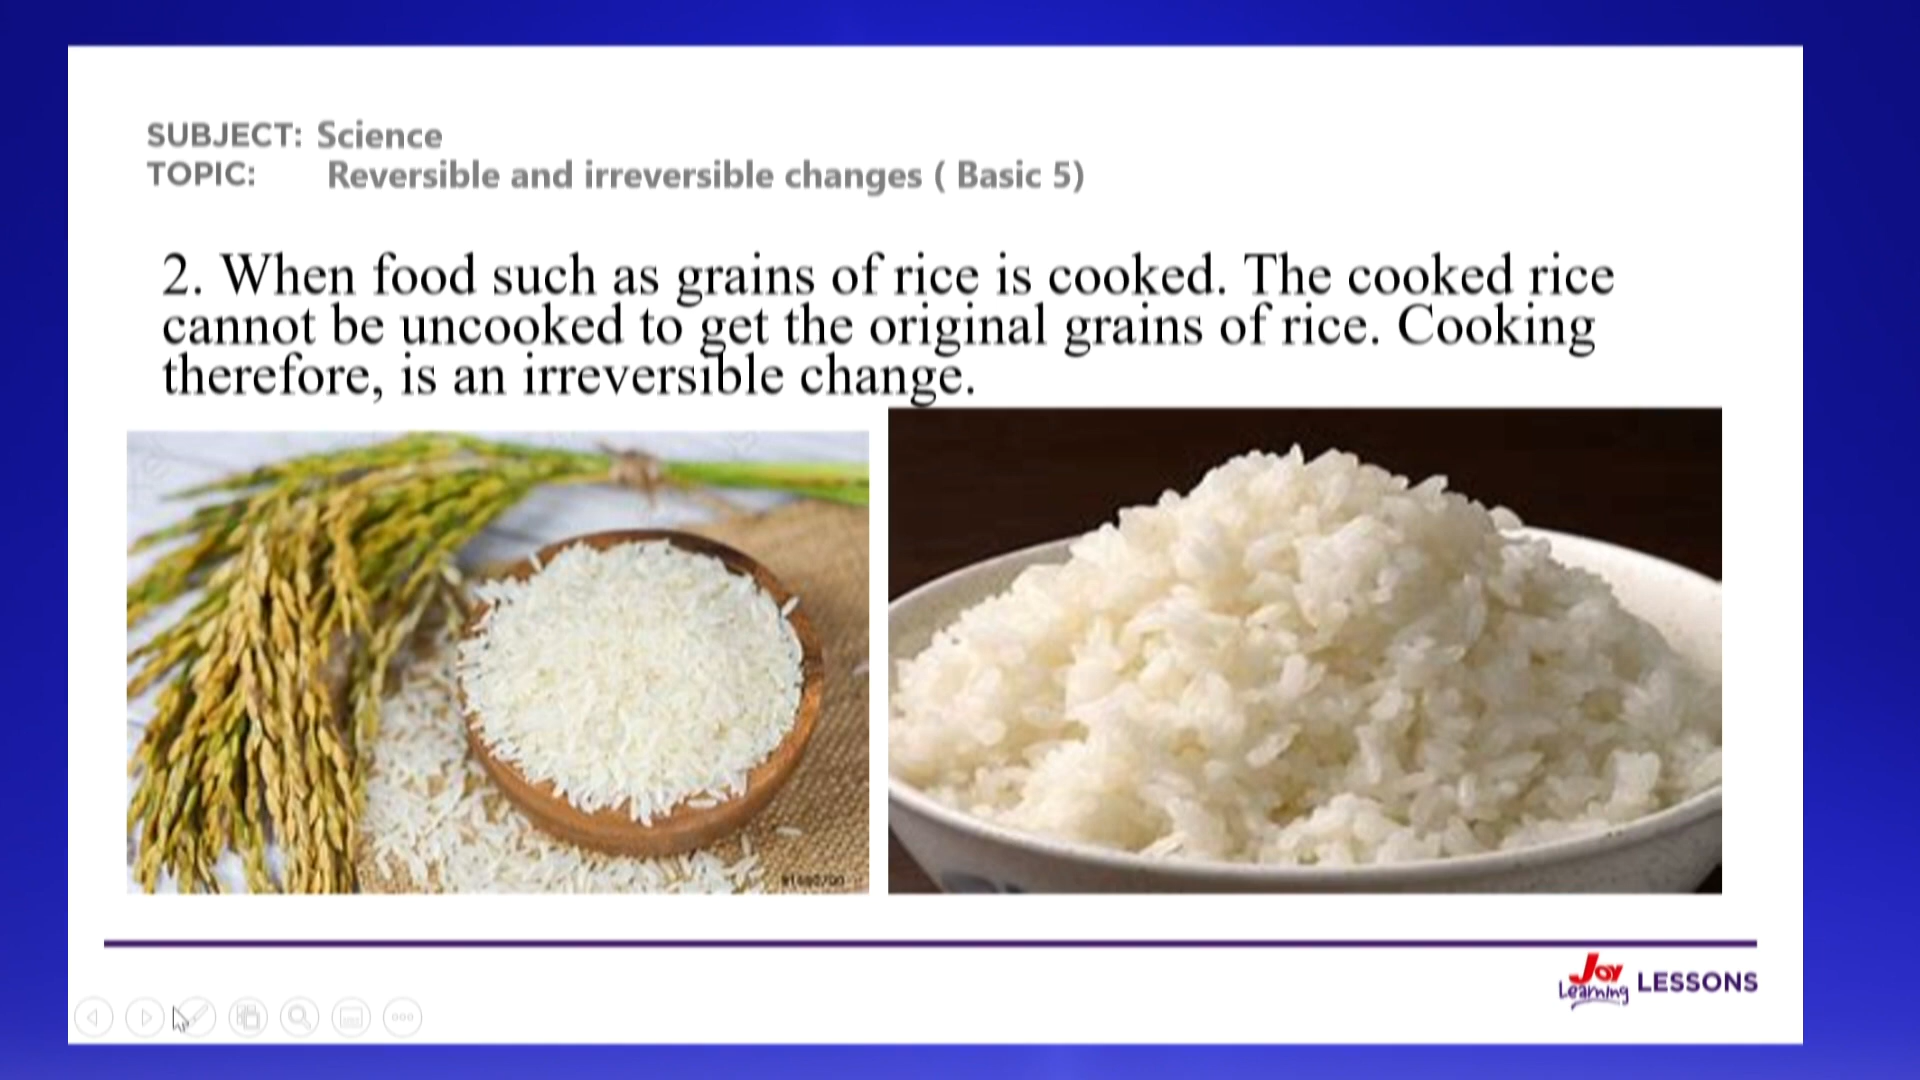 SUBJECT: Science
TOPIC: Reversible and irreversible changes ( Basic 5)
2. When food such as grains of rice is cooked. The cooked rice
cannot be uncooked to get the original grains of rice. Cooking
therefore, is an irreversible change.
Joy
Learning LESSONS